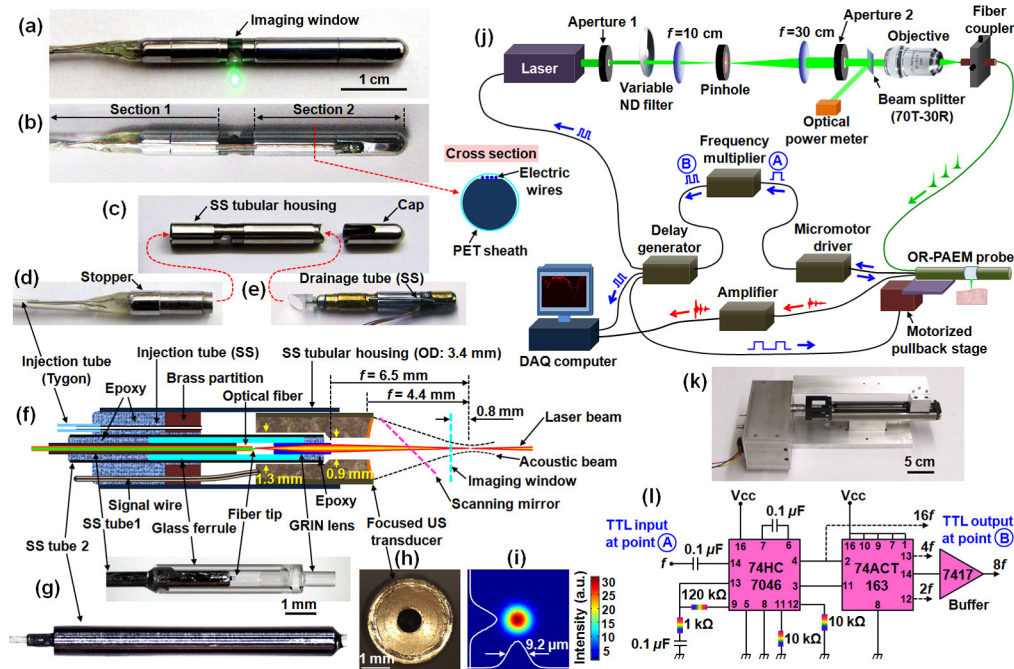 (a)
Imaging window
1 cm
(b)
Section 1
Section 2
Cross section
Electric
wires
PET sheath
(c)
SS tubular housing
Cap
(d)
Stopper
(e)
Drainage tube (SS)
Injection tube
(Tygon)
Injection tube (SS)
Epoxy
Brass partition
Optical fiber
SS tubular housing (OD: 3.4 mm)
(f)
f = 6.5 mm
f = 4.4 mm
0.8 mm
Laser beam
Acoustic beam
Imaging window
Scanning mirror
1.3 mm
0.9 mm
Signal wire
SS tube1
Glass ferrule
Fiber tip
GRIN lens
Epoxy
Focused US
transducer
SS tube 2
(g)
1 mm
(h)
1 mm
(i)
9.2 µm
Intensity (a.u.)
30
25
20
15
10
5
(j)
Laser
Aperture 1
Variable
ND filter
f =10 cm
Pinhole
f =30 cm
Aperture 2
Objective
Fiber
coupler
Beam splitter
(70T-30R)
Optical
power meter
Frequency
multiplier
B
A
Delay
generator
Micromotor
driver
OR-PAEM probe
Amplifier
DAQ computer
Motorized
pullback stage
(k)
5 cm
(l)
Vcc
Vcc
0.1 µF
16f
TTL input
at point A
TTL output
at point B
f
0.1 µF
16 7 6
14
13
9 5 8 11 12
4
3
74HC
7046
120 kΩ
1 kΩ
0.1 µF
10 kΩ
10 kΩ
16 10 9 7 1
2
11
13
14
12
8
74ACT
163
4f
2f
7417
8f
Buffer